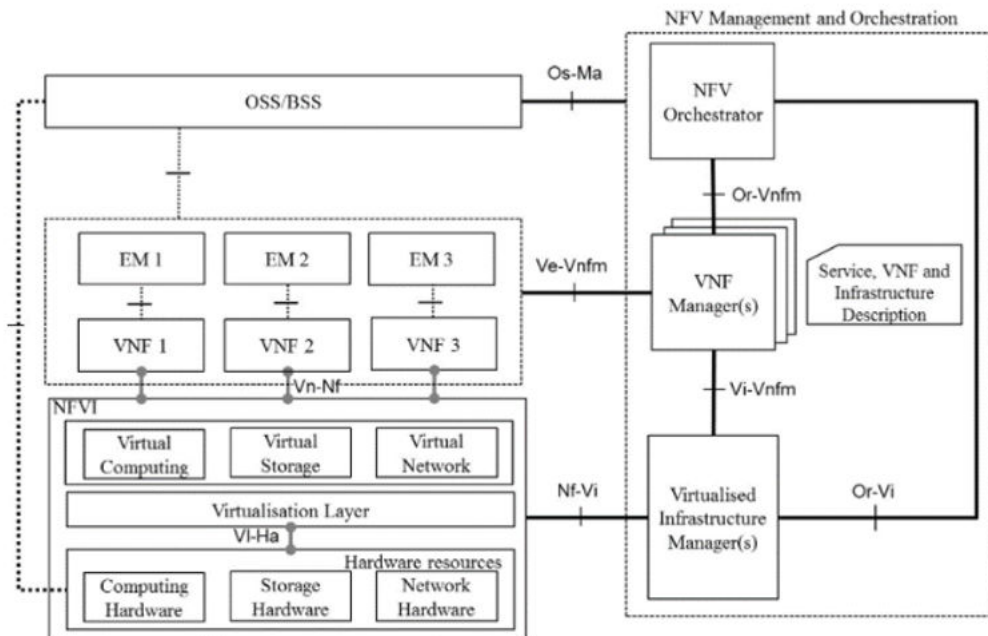 NFV Management and Orchestration
Os-Ma
OSS/BSS
NFV
Orchestrator
Or-Vnfm
EM 1
EM 2
EM 3
Ve-Vnfm
VNF
Manager(s)
Service, VNF and
Infrastructure
Description
VNF 1
VNF 2
VNF 3
Vn-Nf
Vi-Vnfm
NFVI
Virtual
Computing
Virtual
Storage
Virtual
Network
Nf-Vi
Virtualised
Infrastructure
Manager(s)
Or-Vi
Virtualisation Layer
Vl-Ha
Hardware resources
Computing
Hardware
Storage
Hardware
Network
Hardware